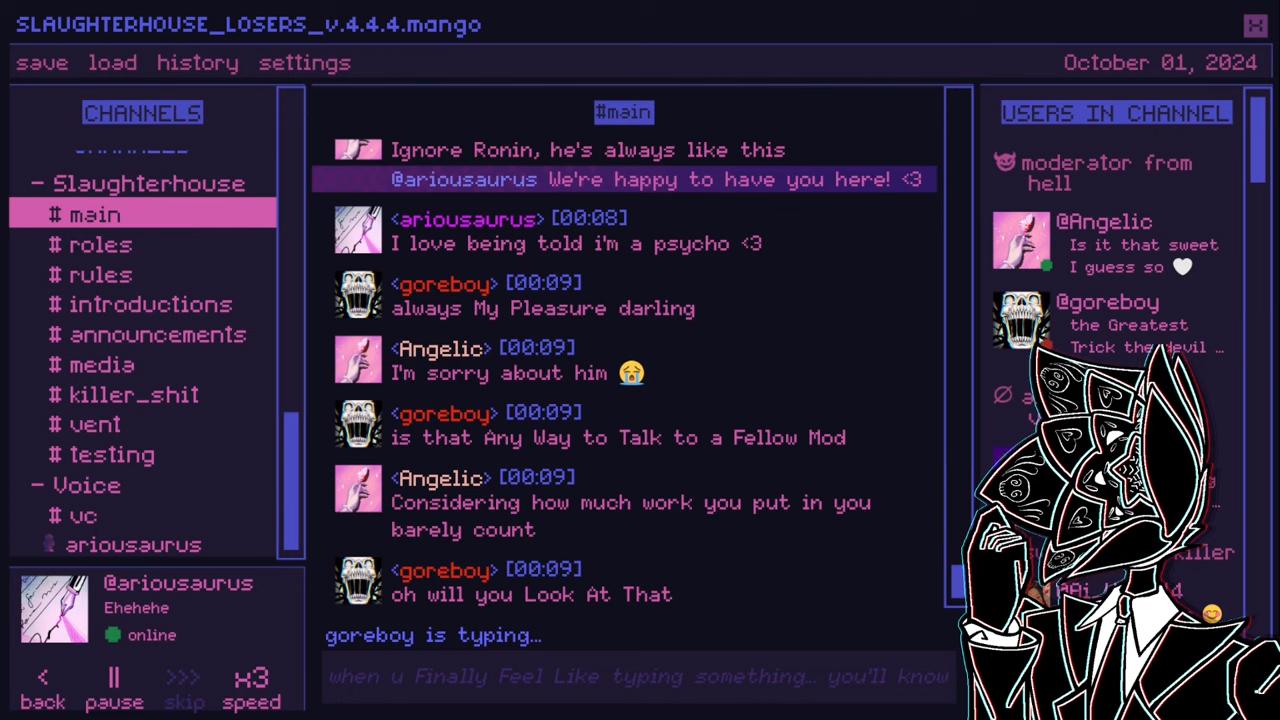 SLAUGHTERHOUSE_LOSERS_v.4.4.4.mango
save load history settings
October 01, 2024
CHANNELS
- Slaughterhouse
# main
# roles
# rules
# introductions
# announcements
# media
# killer_shit
# vent
# testing
- Voice
# vc
ariousaurus
@ariousaurus
Ehehehe
online
< back
|| pause
>>> skip
x3 speed
#main
Ignore Ronin, he's always like this
@ariousaurus We're happy to have you here! <3
<ariousaurus> [00:08]
I love being told i'm a psycho <3
<goreboy> [00:09]
always My Pleasure darling
<Angelic> [00:09]
I'm sorry about him 😭
<goreboy> [00:09]
is that Any Way to Talk to a Fellow Mod
<Angelic> [00:09]
Considering how much work you put in you
barely count
<goreboy> [00:09]
oh will you Look At That
goreboy is typing…
when u Finally Feel Like typing something… you'll know
USERS IN CHANNEL
moderator from
hell
@Angelic
Is it that sweet
I guess so 🤍
@goreboy
the Greatest
Trick the devil …
killer